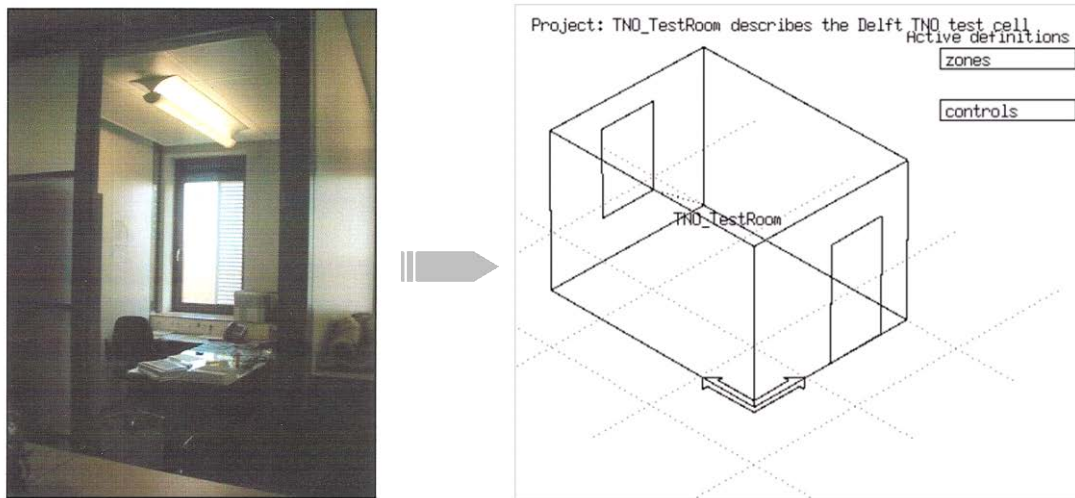 Project: TNO_TestRoom describes the Delft TNO test cell
Active definitions
zones
controls
TNO_TestRoom